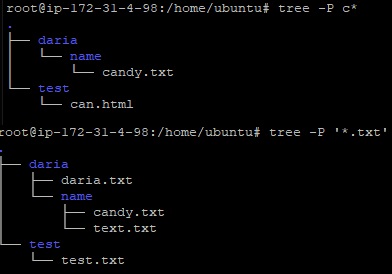 root@ip-172-31-4-98:/home/ubuntu# tree -P c*
.
├── daria
│   └── name
│       └── candy.txt
└── test
    └── can.html
root@ip-172-31-4-98:/home/ubuntu# tree -P '*.txt'
.
├── daria
│   ├── daria.txt
│   └── name
│       ├── candy.txt
│       └── text.txt
└── test
    └── test.txt